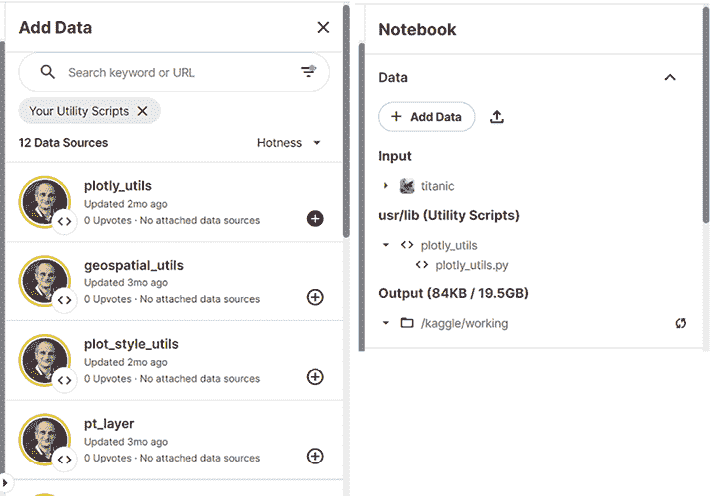 Add Data
Search keyword or URL
Your Utility Scripts
12 Data Sources
Hotness
plotly_utils
Updated 2mo ago
0 Upvotes · No attached data sources
geospatial_utils
Updated 3mo ago
0 Upvotes · No attached data sources
plot_style_utils
Updated 2mo ago
0 Upvotes · No attached data sources
pt_layer
Updated 3mo ago
0 Upvotes · No attached data sources
Notebook
Data
+ Add Data
Input
titanic
usr/lib (Utility Scripts)
<> plotly_utils
<> plotly_utils.py
Output (84KB / 19.5GB)
/kaggle/working